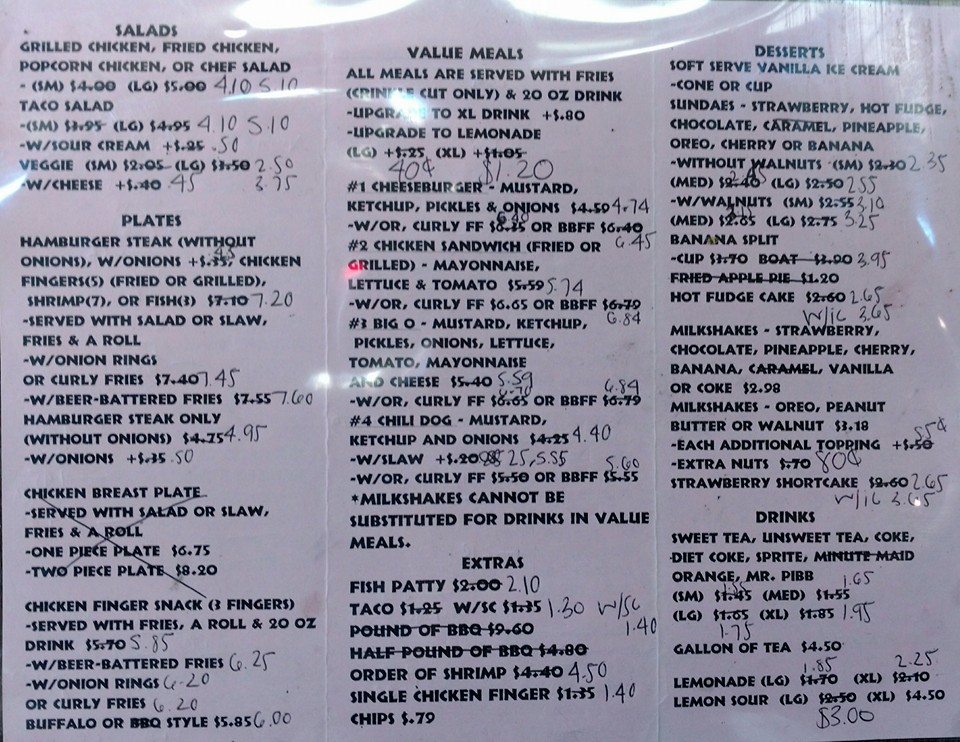 SALADS
GRILLED CHICKEN, FRIED CHICKEN,
POPCORN CHICKEN, OR CHEF SALAD
- (SM) $4.00 (LG) $5.00 4.10 5.10
TACO SALAD
-(SM) $3.95 (LG) $4.95 4.10 5.10
-W/SOUR CREAM +$.25 .50
VEGGIE (SM) $2.05 (LG) $3.50 2.50
-W/CHEESE +$.40 .45 3.75
PLATES
HAMBURGER STEAK (WITHOUT
ONIONS), W/ONIONS +$.35, CHICKEN
FINGERS(5) (FRIED OR GRILLED),
SHRIMP(7), OR FISH(3) $7.10 7.20
-SERVED WITH SALAD OR SLAW,
FRIES & A ROLL
-W/ONION RINGS
OR CURLY FRIES $7.40 7.45
-W/BEER-BATTERED FRIES $7.55 7.60
HAMBURGER STEAK ONLY
(WITHOUT ONIONS) $4.75 4.95
-W/ONIONS +$.35 .50
CHICKEN BREAST PLATE
-SERVED WITH SALAD OR SLAW,
FRIES & A ROLL
-ONE PIECE PLATE $6.75
-TWO PIECE PLATE $8.20
CHICKEN FINGER SNACK (3 FINGERS)
-SERVED WITH FRIES, A ROLL & 20 OZ
DRINK $5.70 5.85
-W/BEER-BATTERED FRIES 6.25
-W/ONION RINGS 6.20
OR CURLY FRIES 6.20
BUFFALO OR BBQ STYLE $5.85 6.00
VALUE MEALS
ALL MEALS ARE SERVED WITH FRIES
(CRINKLE CUT ONLY) & 20 OZ DRINK
-UPGRADE TO XL DRINK +$.80
-UPGRADE TO LEMONADE
(LG) +$.25 (XL) +$1.05
40¢ $1.20
#1 CHEESEBURGER - MUSTARD,
KETCHUP, PICKLES & ONIONS $4.59 4.74
6.40
-W/OR, CURLY FF $6.25 OR BBFF $6.40
#2 CHICKEN SANDWICH (FRIED OR 6.45
GRILLED) - MAYONNAISE,
LETTUCE & TOMATO $5.59 5.74
-W/OR, CURLY FF $6.65 OR BBFF $6.79
6.84
#3 BIG O - MUSTARD, KETCHUP,
PICKLES, ONIONS, LETTUCE,
TOMATO, MAYONNAISE
AND CHEESE $5.40 5.59
6.70 6.84
-W/OR, CURLY FF $6.65 OR BBFF $6.79
#4 CHILI DOG - MUSTARD,
KETCHUP AND ONIONS $4.25 4.40
-W/SLAW +$.20 25, 5.55 5.60
-W/OR, CURLY FF $5.50 OR BBFF $5.55
*MILKSHAKES CANNOT BE
SUBSTITUTED FOR DRINKS IN VALUE
MEALS.
EXTRAS
FISH PATTY $2.00 2.10
TACO $1.25 W/SC $1.35 1.30 W/SC
POUND OF BBQ $9.60 1.40
HALF POUND OF BBQ $4.80
ORDER OF SHRIMP $4.40 4.50
SINGLE CHICKEN FINGER $1.35 1.40
CHIPS $.79
DESSERTS
SOFT SERVE VANILLA ICE CREAM
-CONE OR CUP
SUNDAES - STRAWBERRY, HOT FUDGE,
CHOCOLATE, CARAMEL, PINEAPPLE,
OREO, CHERRY OR BANANA
-WITHOUT WALNUTS (SM) $2.30 2.35
(MED) $2.40 (LG) $2.50 2.55
-W/WALNUTS (SM) $2.55 3.10
(MED) $2.65 (LG) $2.75 3.25
BANANA SPLIT
-CUP $3.70 BOAT $3.90 3.95
FRIED APPLE PIE $1.20
HOT FUDGE CAKE $2.60 2.65
W/IC 3.65
MILKSHAKES - STRAWBERRY,
CHOCOLATE, PINEAPPLE, CHERRY,
BANANA, CARAMEL, VANILLA
OR COKE $2.98
MILKSHAKES - OREO, PEANUT
BUTTER OR WALNUT $3.18
55¢
-EACH ADDITIONAL TOPPING +$.50
-EXTRA NUTS $.70 80¢
STRAWBERRY SHORTCAKE $2.60 2.65
W/IC 3.65
DRINKS
SWEET TEA, UNSWEET TEA, COKE,
DIET COKE, SPRITE, MINUTE MAID
ORANGE, MR. PIBB
1.55 1.65
(SM) $1.45 (MED) $1.55
(LG) $1.65 (XL) $1.85 1.95
1.75
GALLON OF TEA $4.50
1.85 2.25
LEMONADE (LG) $1.70 (XL) $2.10
LEMON SOUR (LG) $2.50 (XL) $4.50
$3.00